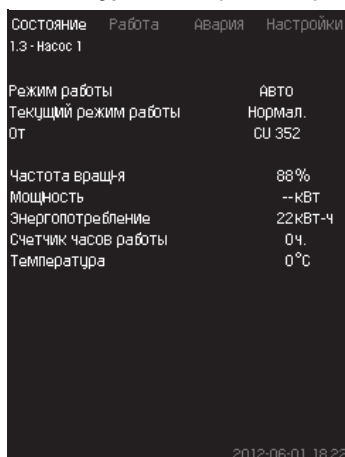 Состояние Работа Авария Настройки
1.3 - Насос 1
Режим работы Авто
Текущий режим работы Нормал.
От CU 352
Частота вращ-я 88%
Мощность --кВт
Энергопотребление 22кВт-ч
Счетчик часов работы 0ч.
Температура 0°C
2012-06-01 18:22